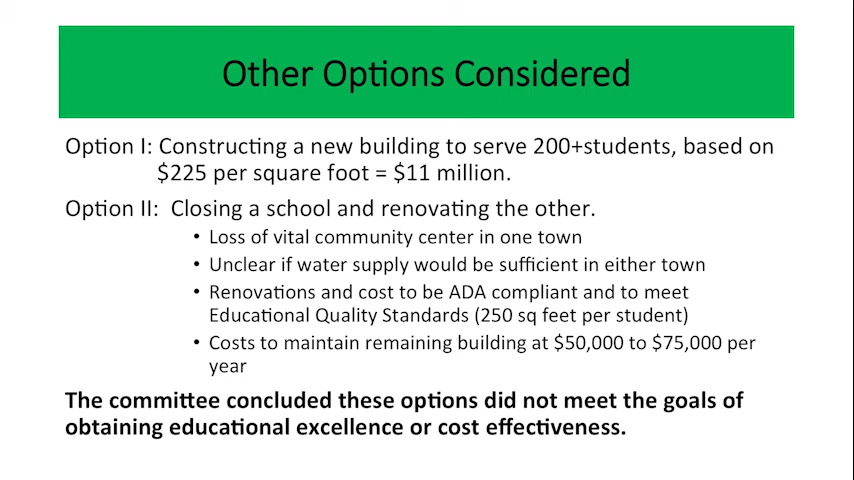 Other Options Considered
Option I: Constructing a new building to serve 200+students, based on
$225 per square foot = $11 million.
Option II: Closing a school and renovating the other.
• Loss of vital community center in one town
• Unclear if water supply would be sufficient in either town
• Renovations and cost to be ADA compliant and to meet
Educational Quality Standards (250 sq feet per student)
• Costs to maintain remaining building at $50,000 to $75,000 per
year
The committee concluded these options did not meet the goals of
obtaining educational excellence or cost effectiveness.